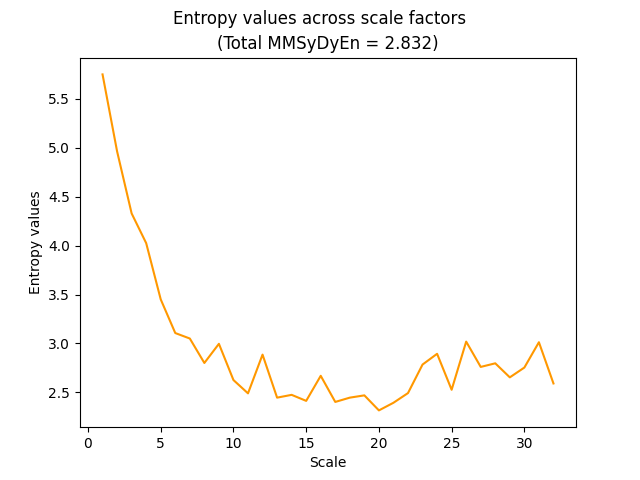 Entropy values across scale factors
(Total MMSyDyEn = 2.832)
5.5
5.0
4.5
4.0
3.5
3.0
2.5
Entropy values
0 5 10 15 20 25 30
Scale